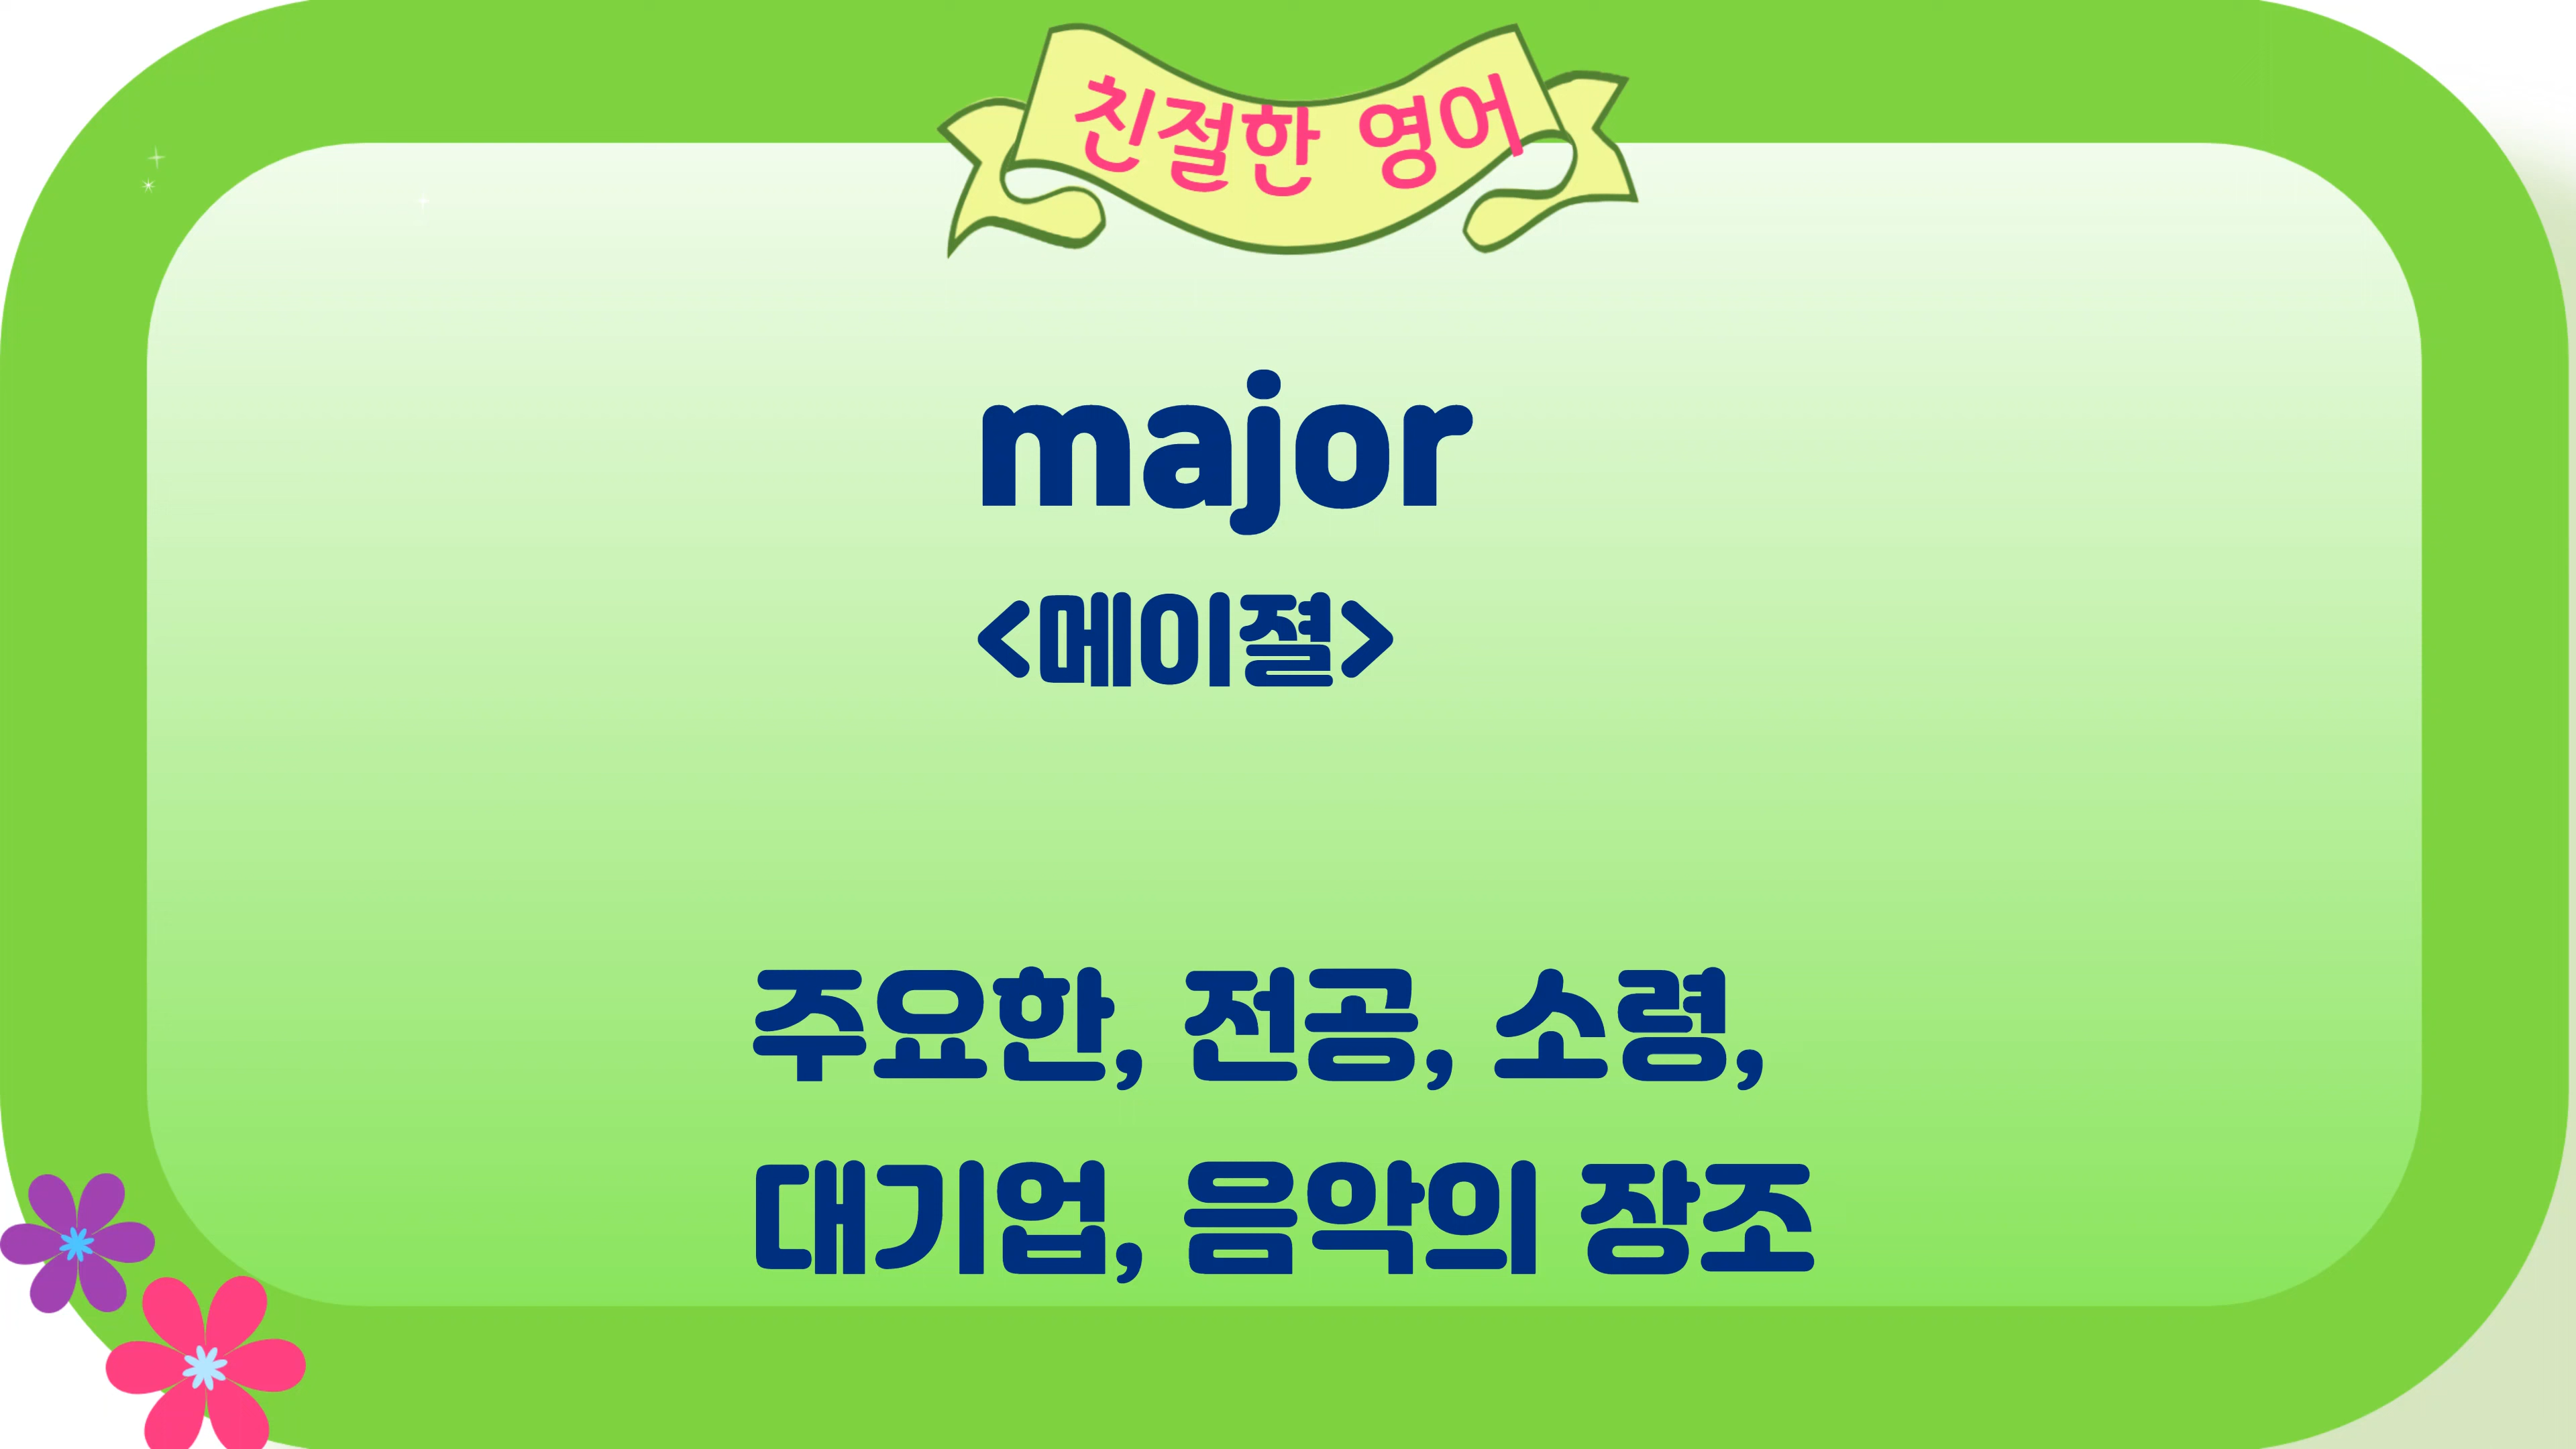 친절한 영어
major
<메이졀>
주요한, 전공, 소령,
대기업, 음악의 장조